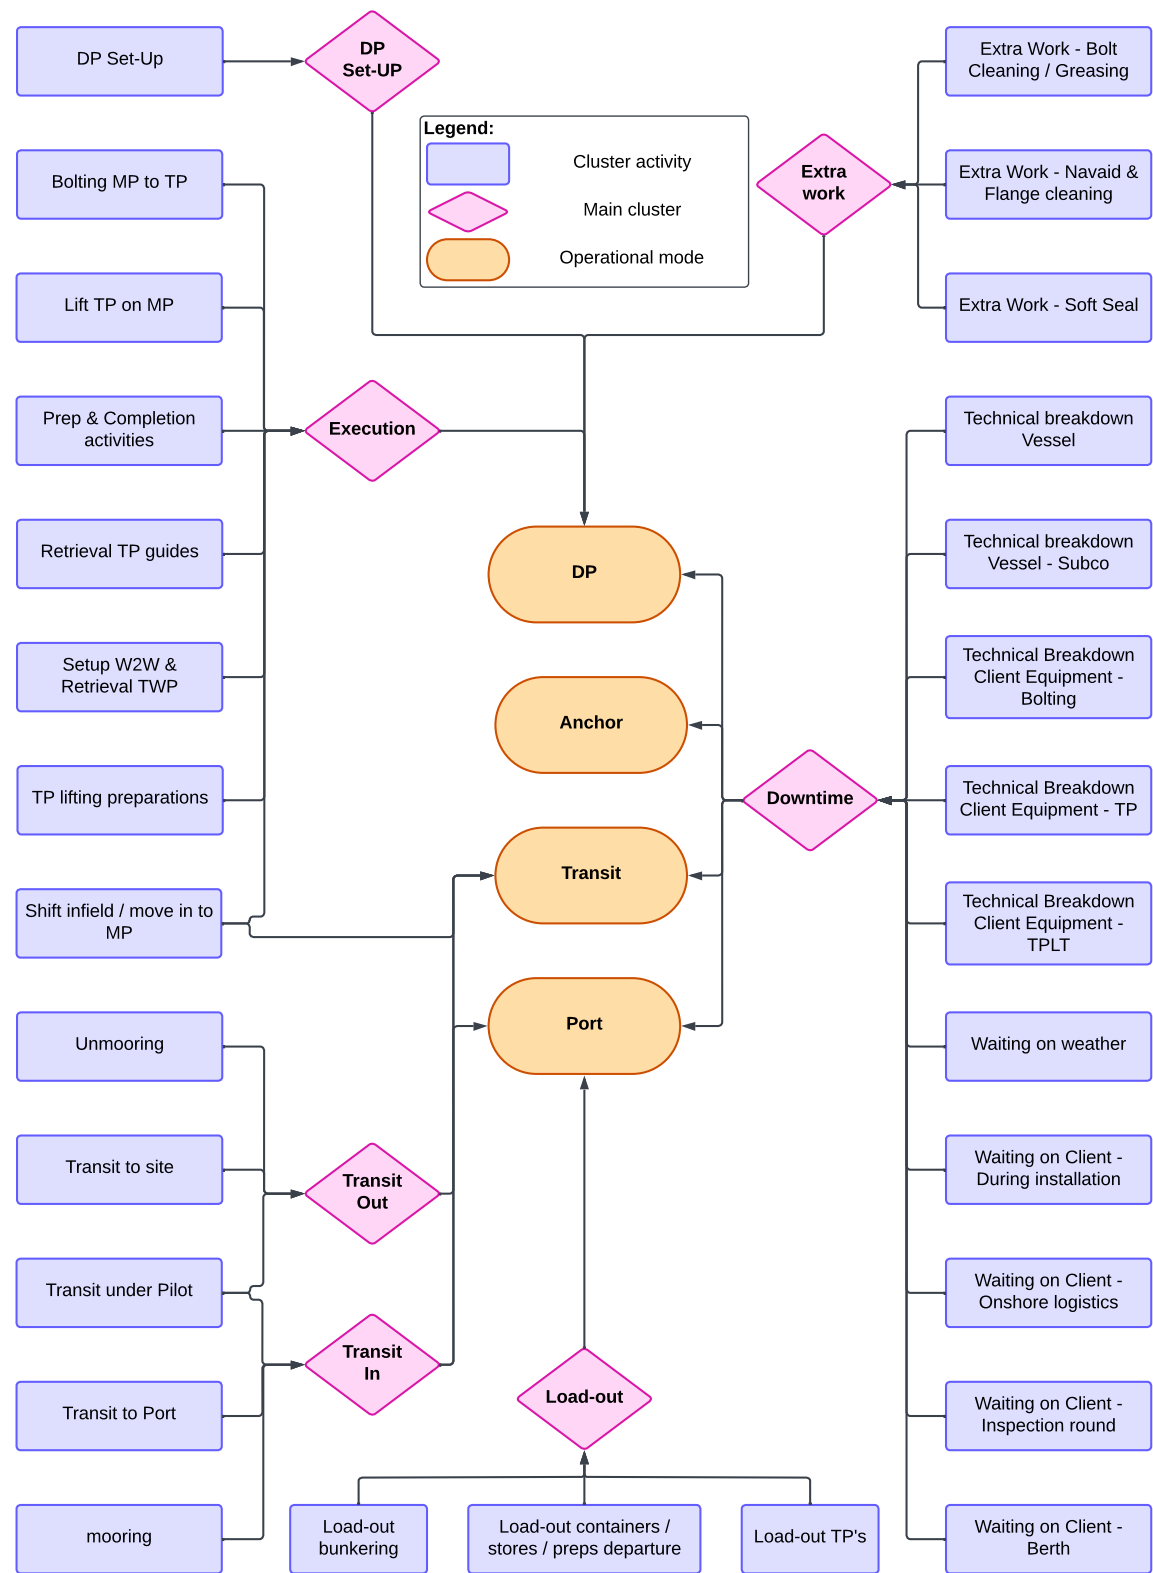 DP Set-Up
DP
Set-UP
Extra Work - Bolt
Cleaning / Greasing
Legend:
Cluster activity
Main cluster
Operational mode
Bolting MP to TP
Extra
work
Extra Work - Navaid &
Flange cleaning
Lift TP on MP
Extra Work - Soft Seal
Prep & Completion
activities
Execution
Technical breakdown
Vessel
Retrieval TP guides
DP
Technical breakdown
Vessel - Subco
Setup W2W &
Retrieval TWP
Anchor
Technical Breakdown
Client Equipment -
Bolting
TP lifting preparations
Downtime
Technical Breakdown
Client Equipment - TP
Shift infield / move in to
MP
Transit
Technical Breakdown
Client Equipment -
TPLT
Unmooring
Port
Waiting on weather
Transit to site
Transit
Out
Waiting on Client -
During installation
Transit under Pilot
Waiting on Client -
Onshore logistics
Transit
In
Transit to Port
Load-out
Waiting on Client -
Inspection round
mooring
Load-out
bunkering
Load-out containers /
stores / preps departure
Load-out TP's
Waiting on Client -
Berth